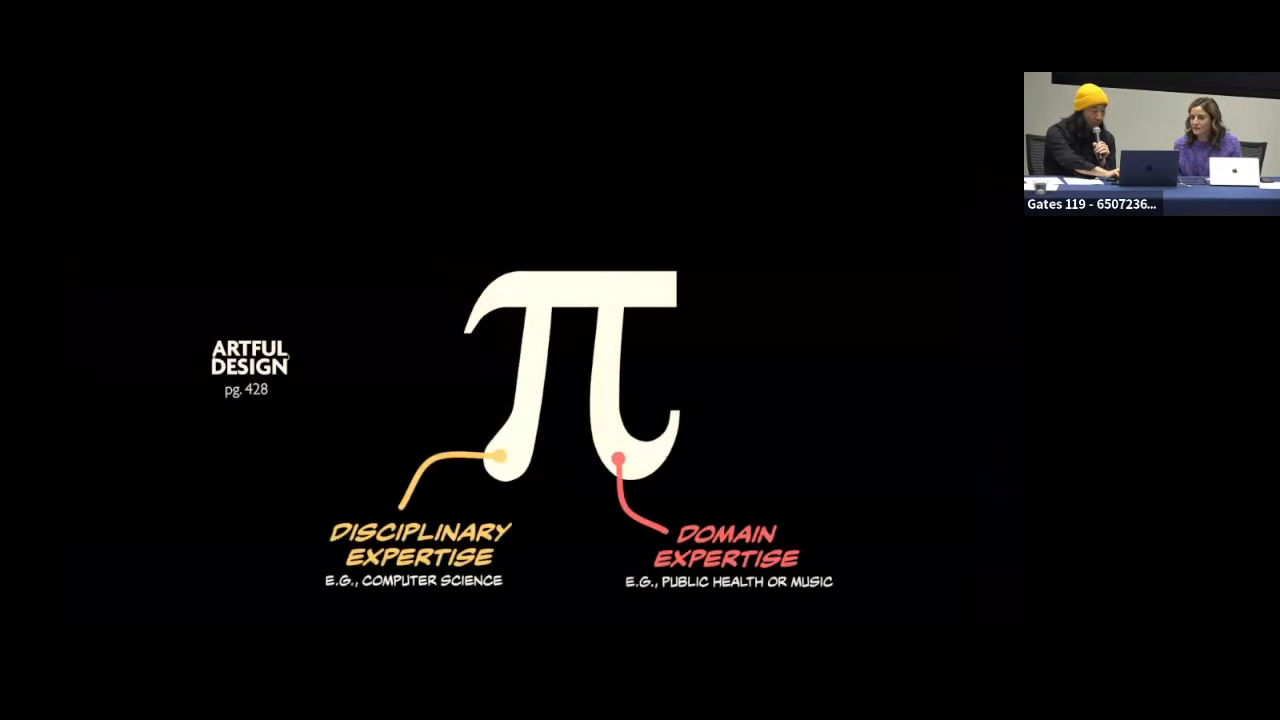 Gates 119 - 6507236...
π
ARTFUL
DESIGN
pg. 428
DISCIPLINARY
EXPERTISE
E.G., COMPUTER SCIENCE
DOMAIN
EXPERTISE
E.G., PUBLIC HEALTH OR MUSIC